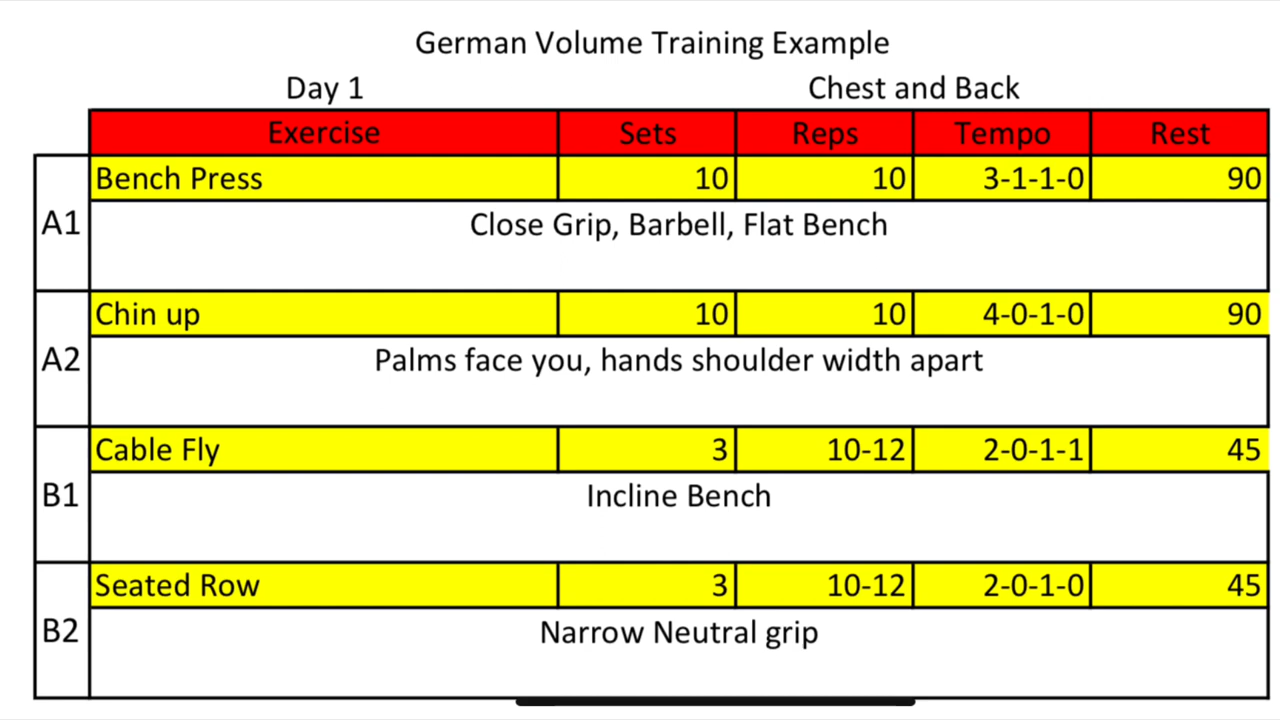 German Volume Training Example
Day 1 Chest and Back
Exercise Sets Reps Tempo Rest
A1
Bench Press 10 10 3-1-1-0 90
Close Grip, Barbell, Flat Bench
A2
Chin up 10 10 4-0-1-0 90
Palms face you, hands shoulder width apart
B1
Cable Fly 3 10-12 2-0-1-1 45
Incline Bench
B2
Seated Row 3 10-12 2-0-1-0 45
Narrow Neutral grip